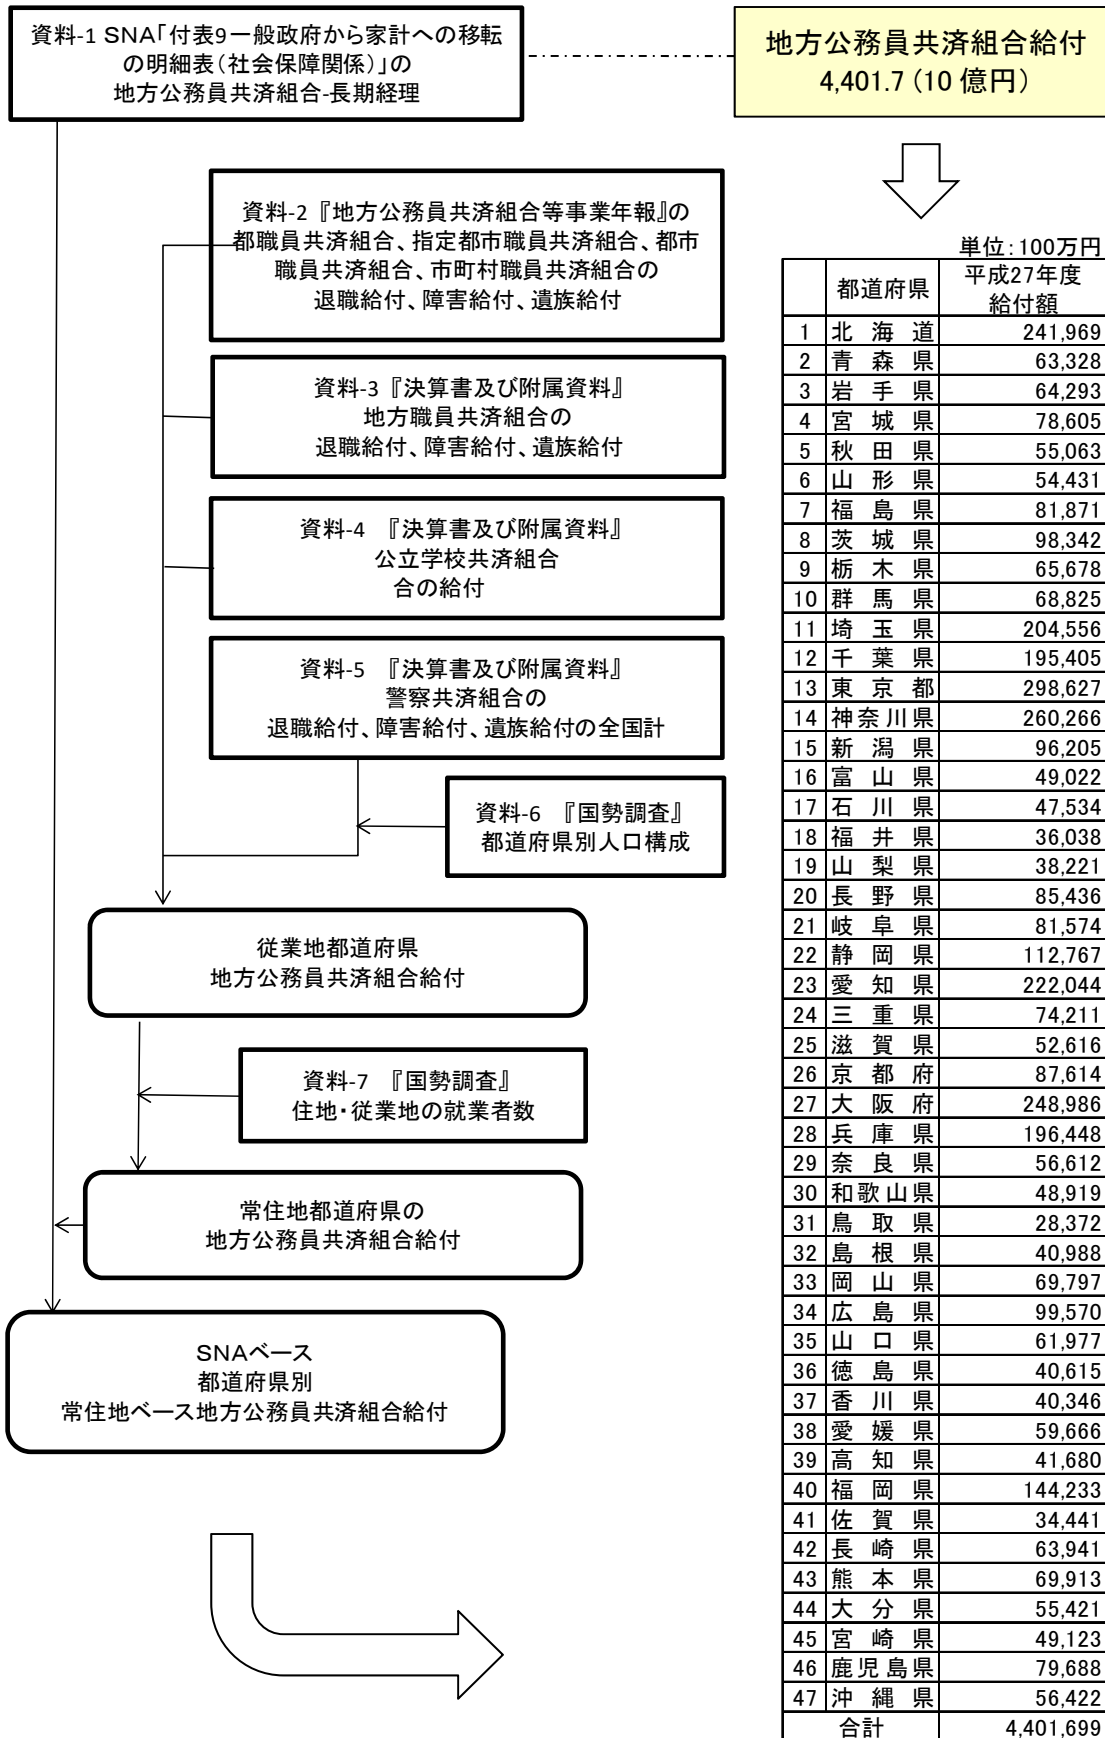 資料-1 SNA「付表9一般政府から家計への移転
の明細表(社会保障関係)」の
地方公務員共済組合-長期経理
地方公務員共済組合給付
4,401.7 (10 億円)
資料-2 『地方公務員共済組合等事業年報』の
都職員共済組合、指定都市職員共済組合、都市
職員共済組合、市町村職員共済組合の
退職給付、障害給付、遺族給付
資料-3 『決算書及び附属資料』
地方職員共済組合の
退職給付、障害給付、遺族給付
資料-4 『決算書及び附属資料』
公立学校共済組合
合の給付
資料-5 『決算書及び附属資料』
警察共済組合の
退職給付、障害給付、遺族給付の全国計
資料-6 『国勢調査』
都道府県別人口構成
従業地都道府県
地方公務員共済組合給付
資料-7 『国勢調査』
住地・従業地の就業者数
常住地都道府県の
地方公務員共済組合給付
SNAベース
都道府県別
常住地ベース地方公務員共済組合給付
単位:100万円
都道府県 平成27年度
給付額
1 北海道 241,969
2 青森県 63,328
3 岩手県 64,293
4 宮城県 78,605
5 秋田県 55,063
6 山形県 54,431
7 福島県 81,871
8 茨城県 98,342
9 栃木県 65,678
10 群馬県 68,825
11 埼玉県 204,556
12 千葉県 195,405
13 東京都 298,627
14 神奈川県 260,266
15 新潟県 96,205
16 富山県 49,022
17 石川県 47,534
18 福井県 36,038
19 山梨県 38,221
20 長野県 85,436
21 岐阜県 81,574
22 静岡県 112,767
23 愛知県 222,044
24 三重県 74,211
25 滋賀県 52,616
26 京都府 87,614
27 大阪府 248,986
28 兵庫県 196,448
29 奈良県 56,612
30 和歌山県 48,919
31 鳥取県 28,372
32 島根県 40,988
33 岡山県 69,797
34 広島県 99,570
35 山口県 61,977
36 徳島県 40,615
37 香川県 40,346
38 愛媛県 59,666
39 高知県 41,680
40 福岡県 144,233
41 佐賀県 34,441
42 長崎県 63,941
43 熊本県 69,913
44 大分県 55,421
45 宮崎県 49,123
46 鹿児島県 79,688
47 沖縄県 56,422
合計 4,401,699